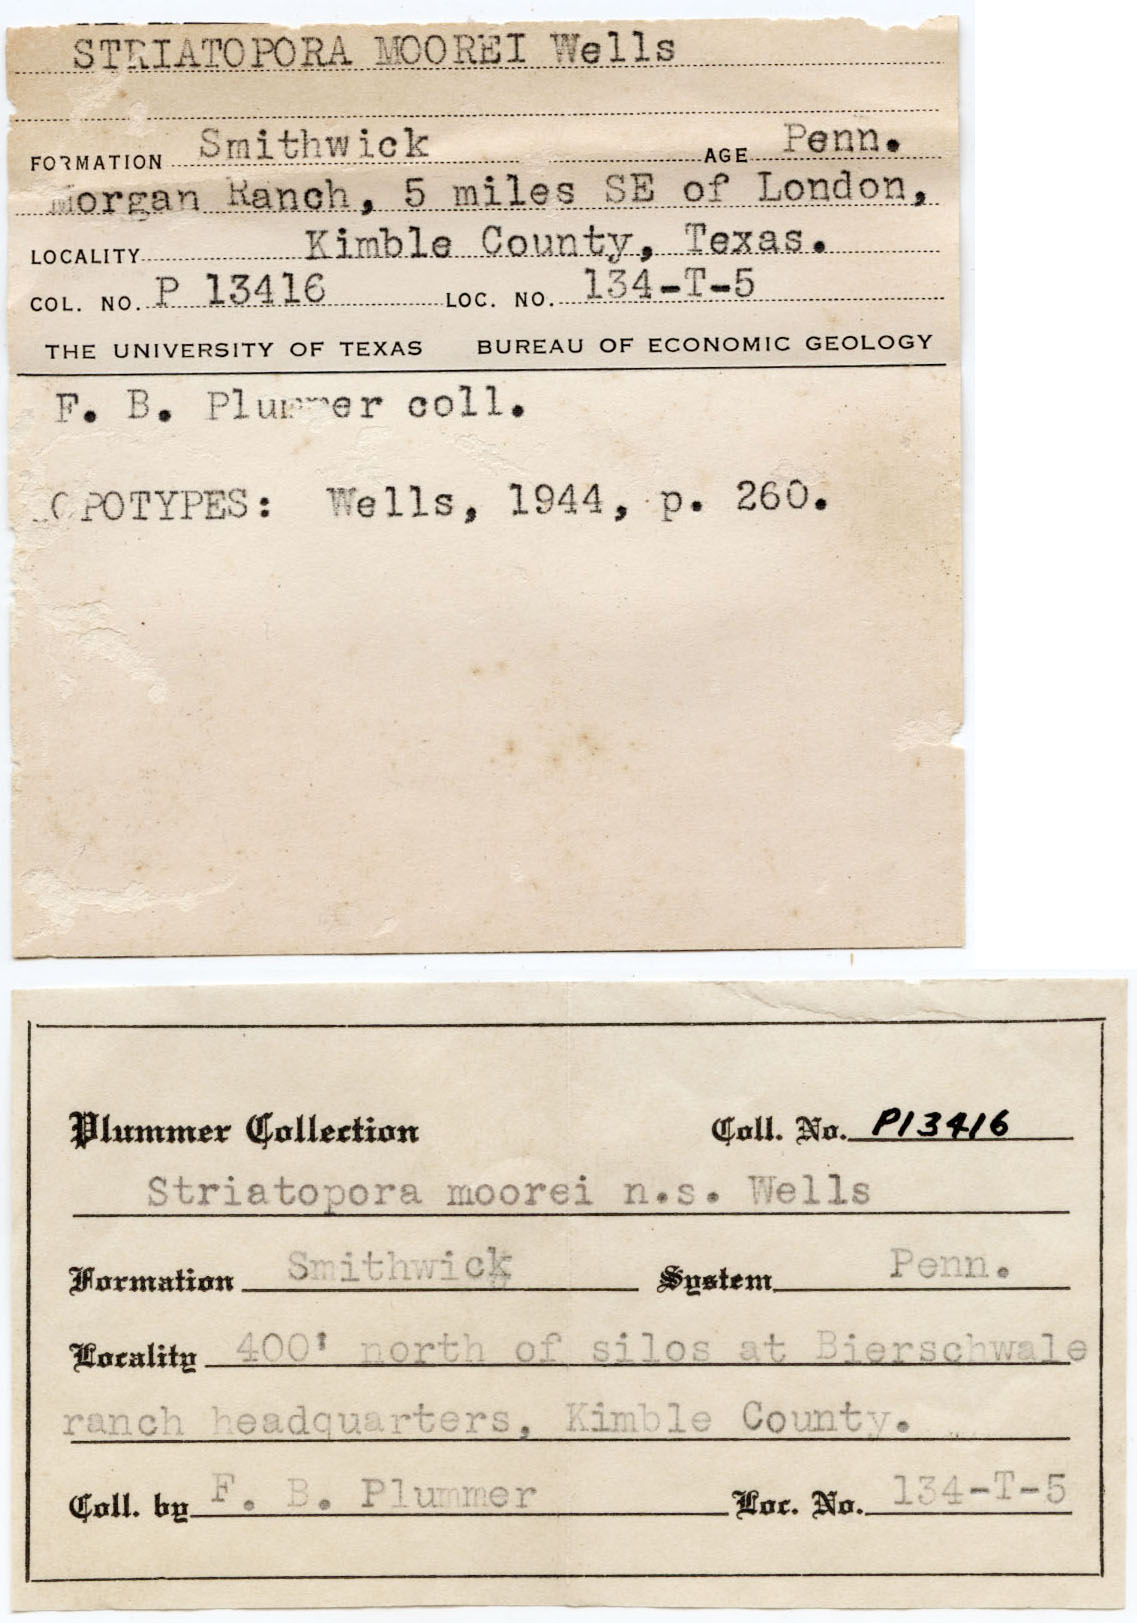 STRIATOPORA MOOREI Wells
FORMATION Smithwick AGE Penn.
Morgan Ranch, 5 miles SE of London,
LOCALITY Kimble County, Texas.
COL. NO. P 13416 LOC. NO. 134-T-5
THE UNIVERSITY OF TEXAS BUREAU OF ECONOMIC GEOLOGY
F. B. Plummer coll.
TOPOTYPES: Wells, 1944, p. 260.
Plummer Collection Coll. No. P13416
Striatopora moorei n.s. Wells
Formation Smithwick System Penn.
Locality 400' north of silos at Bierschwale
ranch headquarters, Kimble County.
Coll. by F. B. Plummer Loc. No. 134-T-5